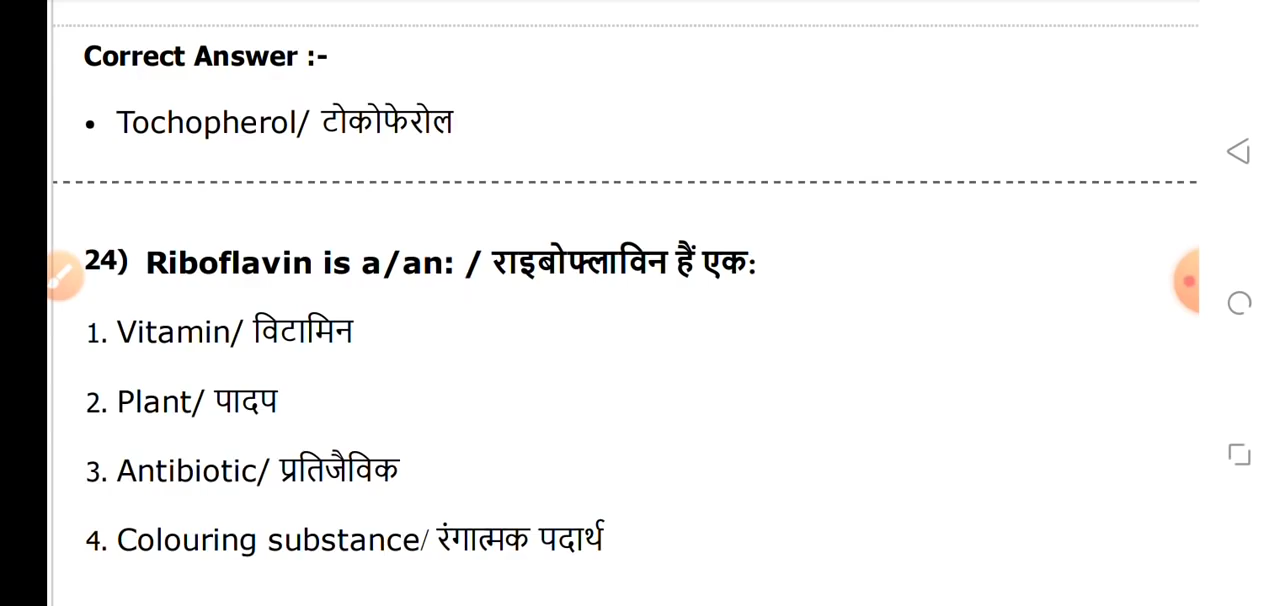 Correct Answer :-
• Tochopherol/ टोकोफेरोल
24) Riboflavin is a/an: / राइबोफ्लाविन हैं एक:
1. Vitamin/ विटामिन
2. Plant/ पादप
3. Antibiotic/ प्रतिजैविक
4. Colouring substance/ रंगात्मक पदार्थ